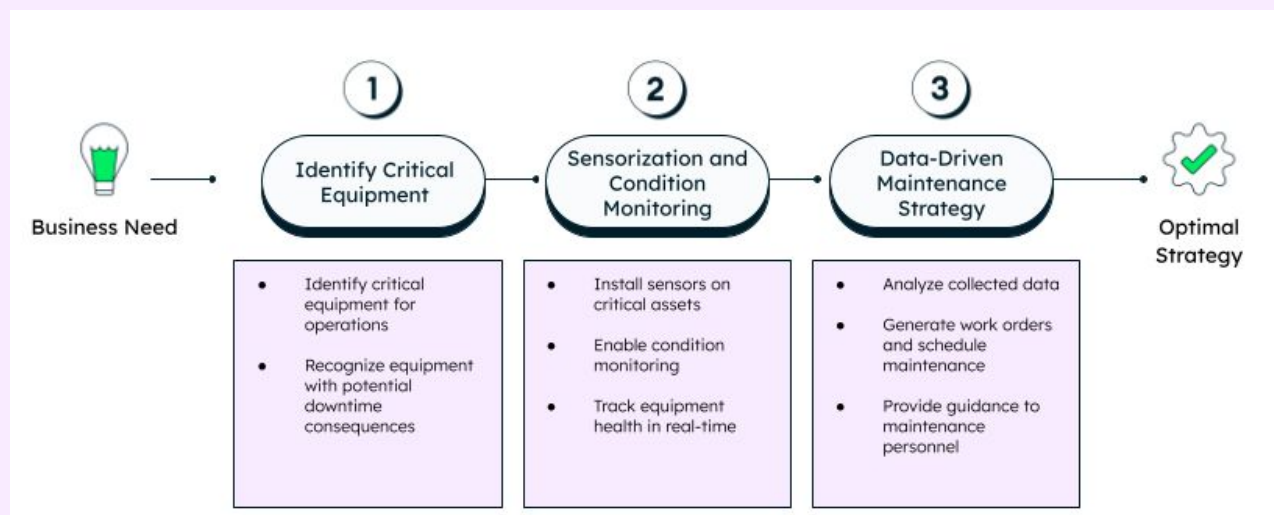 1
2
3
Business Need
Identify Critical
Equipment
Sensorization and
Condition
Monitoring
Data-Driven
Maintenance
Strategy
Optimal
Strategy
● Identify critical
equipment for
operations
● Recognize equipment
with potential
downtime
consequences
● Install sensors on
critical assets
● Enable condition
monitoring
● Track equipment
health in real-time
● Analyze collected data
● Generate work orders
and schedule
maintenance
● Provide guidance to
maintenance
personnel